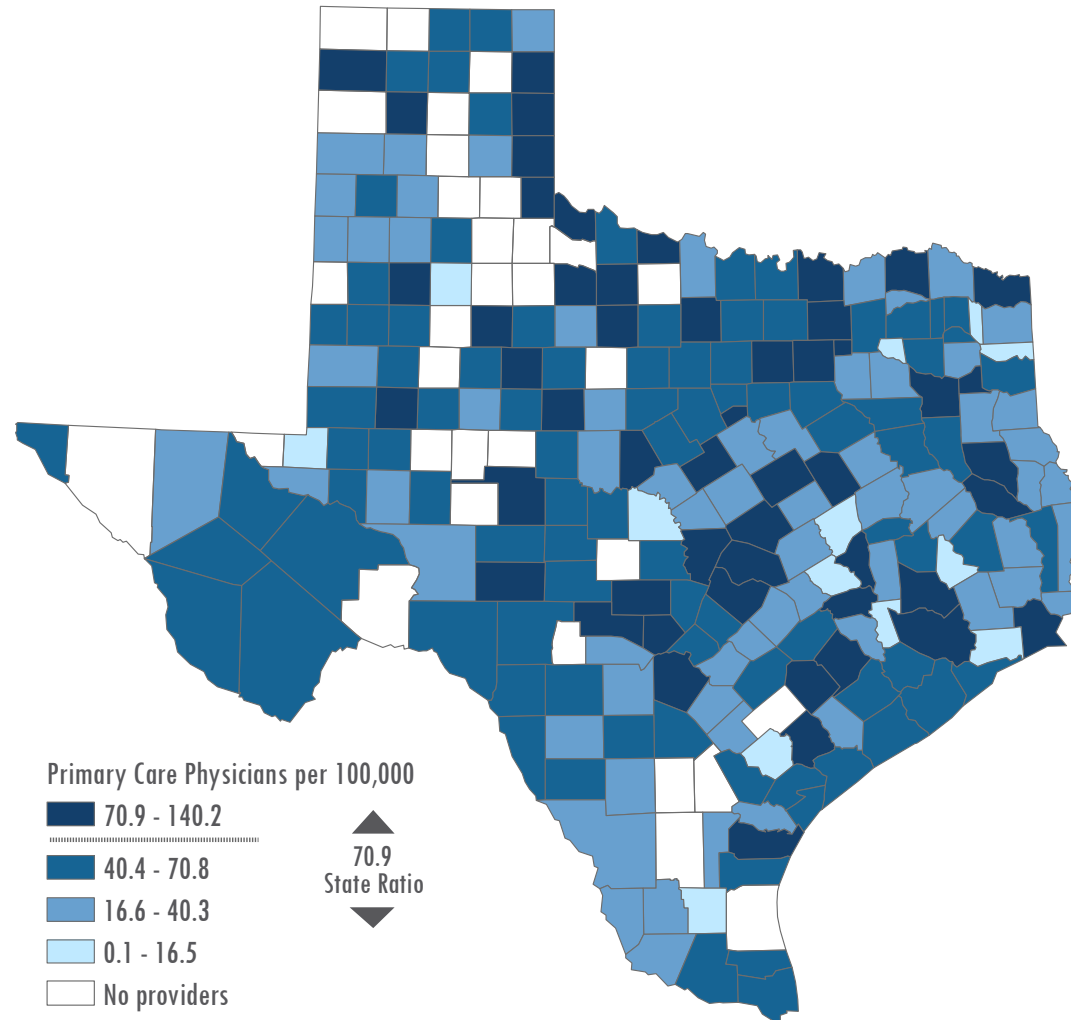 Primary Care Physicians per 100,000
70.9 - 140.2
40.4 - 70.8
16.6 - 40.3
0.1 - 16.5
No providers
70.9
State Ratio